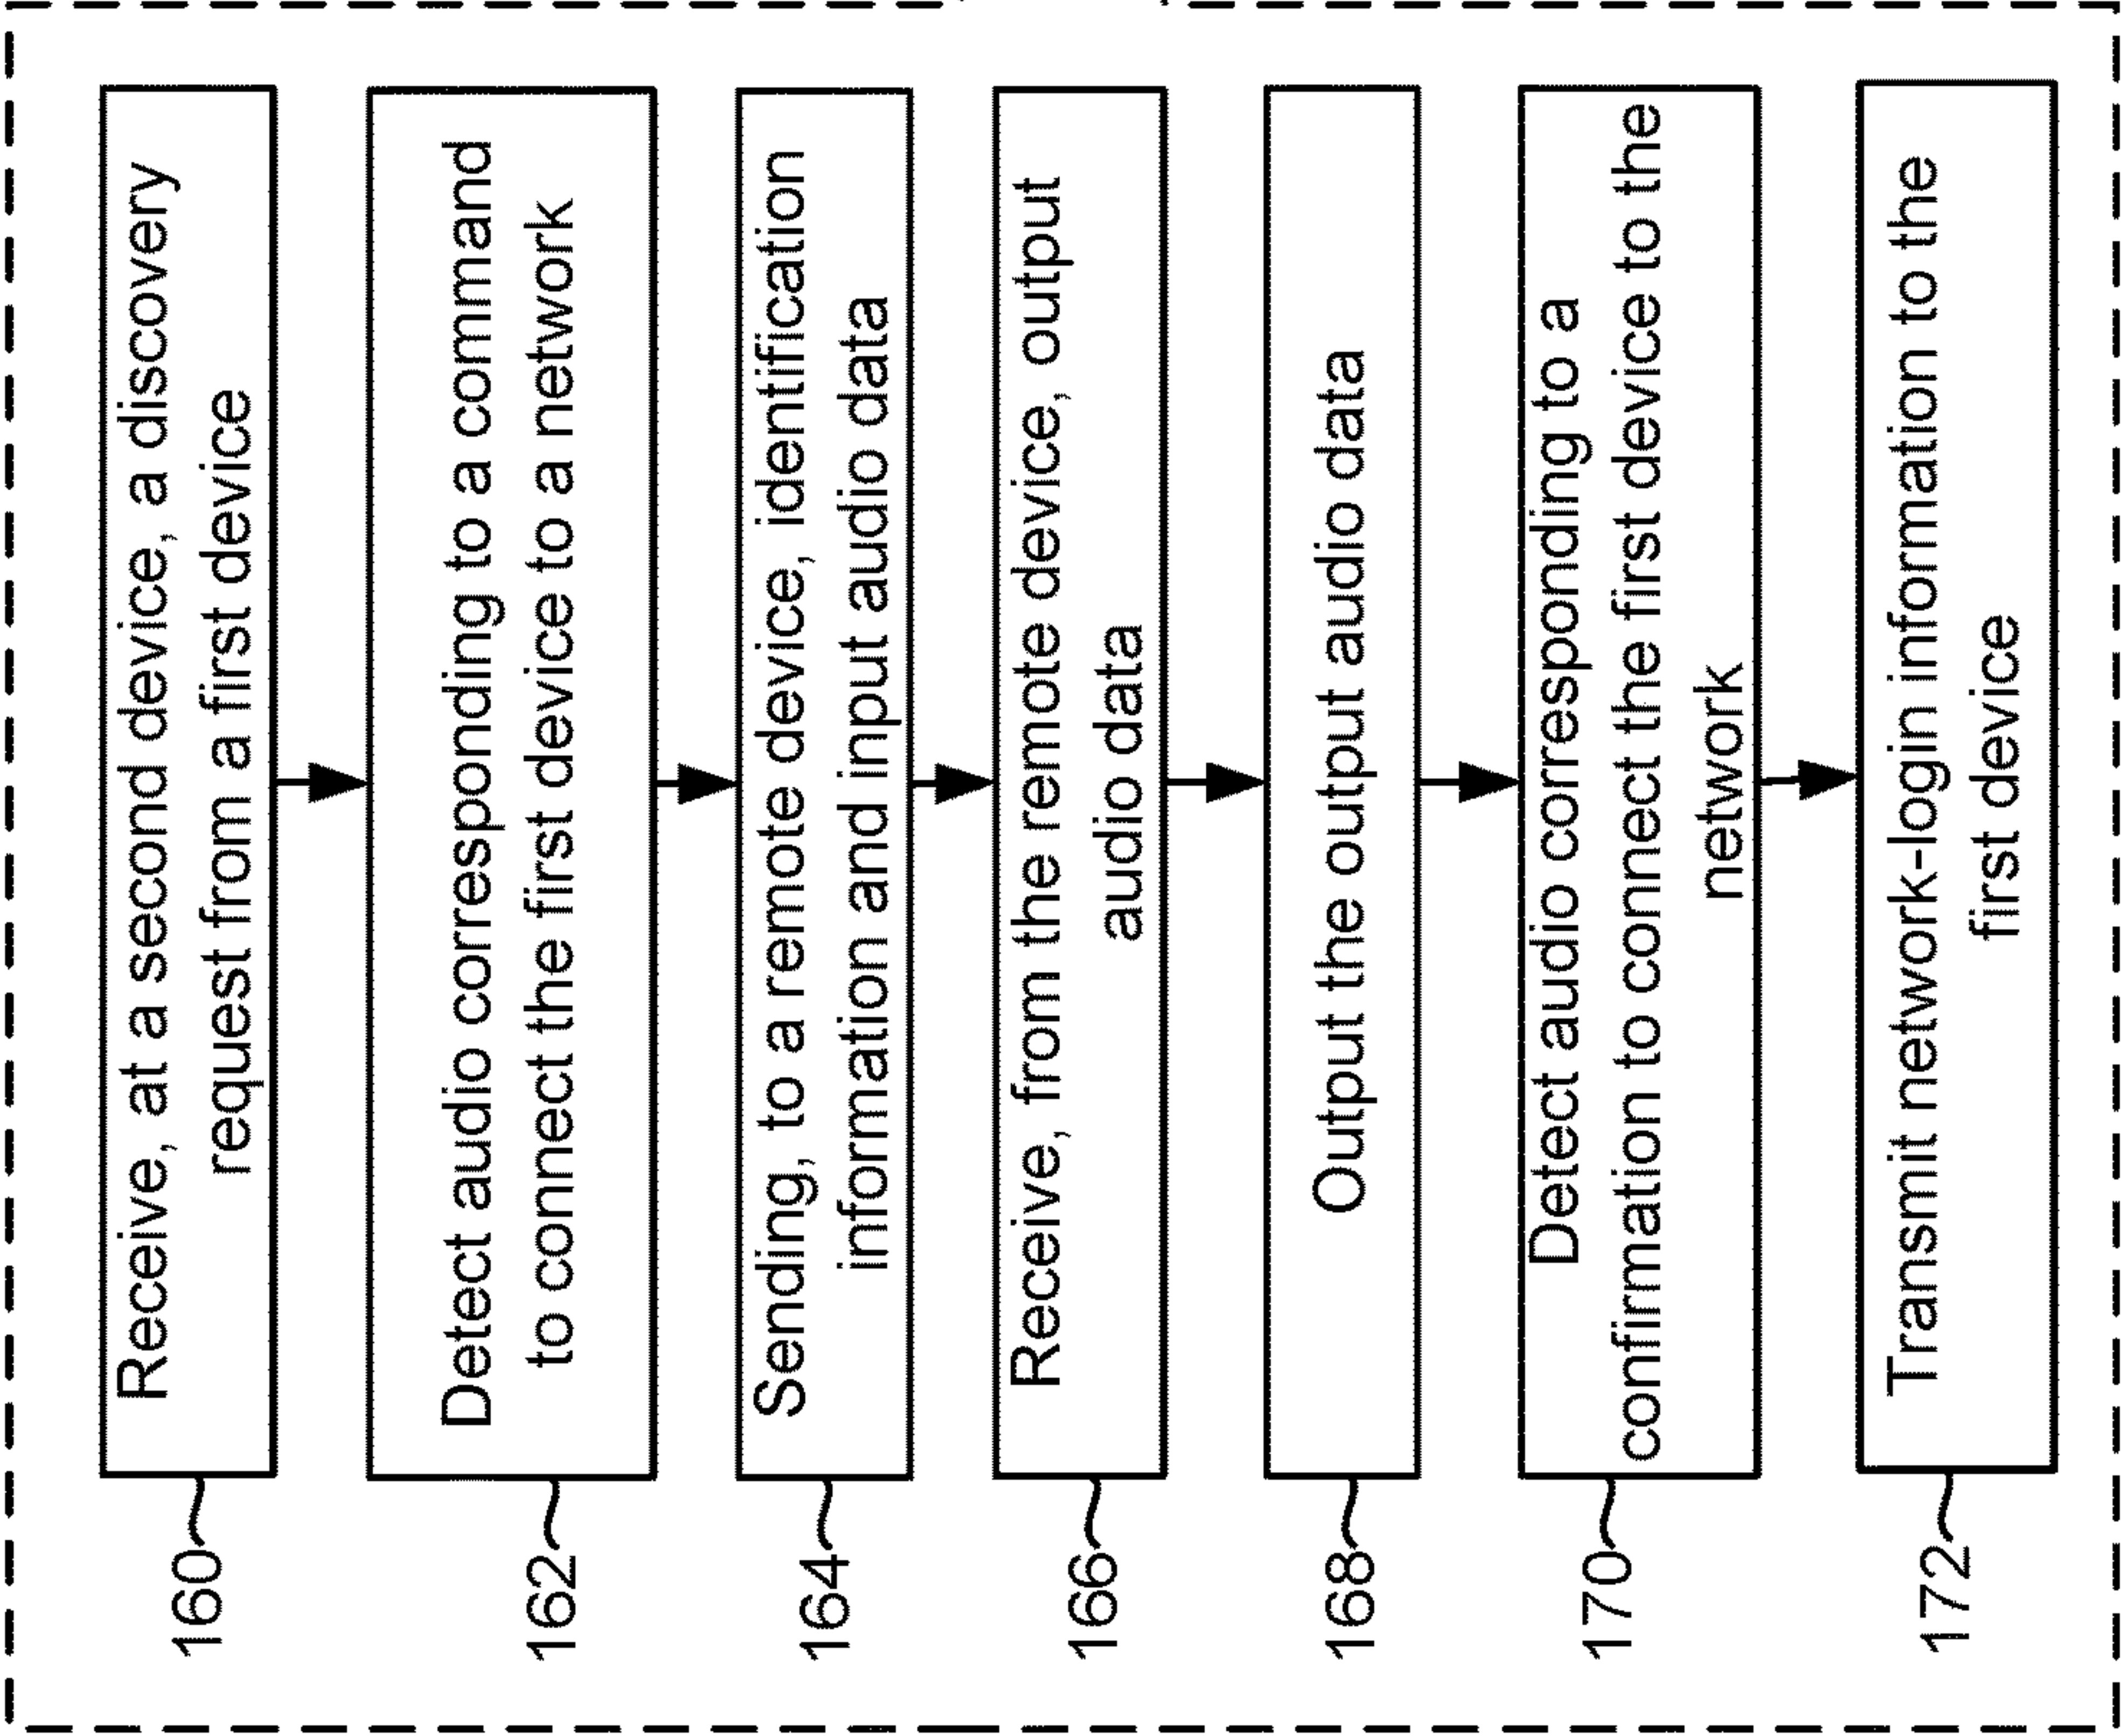 160
Receive, at a second device, a discovery
request from a first device
162
Detect audio corresponding to a command
to connect the first device to a network
164
Sending, to a remote device, identification
information and input audio data
166
Receive, from the remote device, output
audio data
168
Output the output audio data
170
Detect audio corresponding to a
confirmation to connect the first device to the
network
172
Transmit network-login information to the
first device